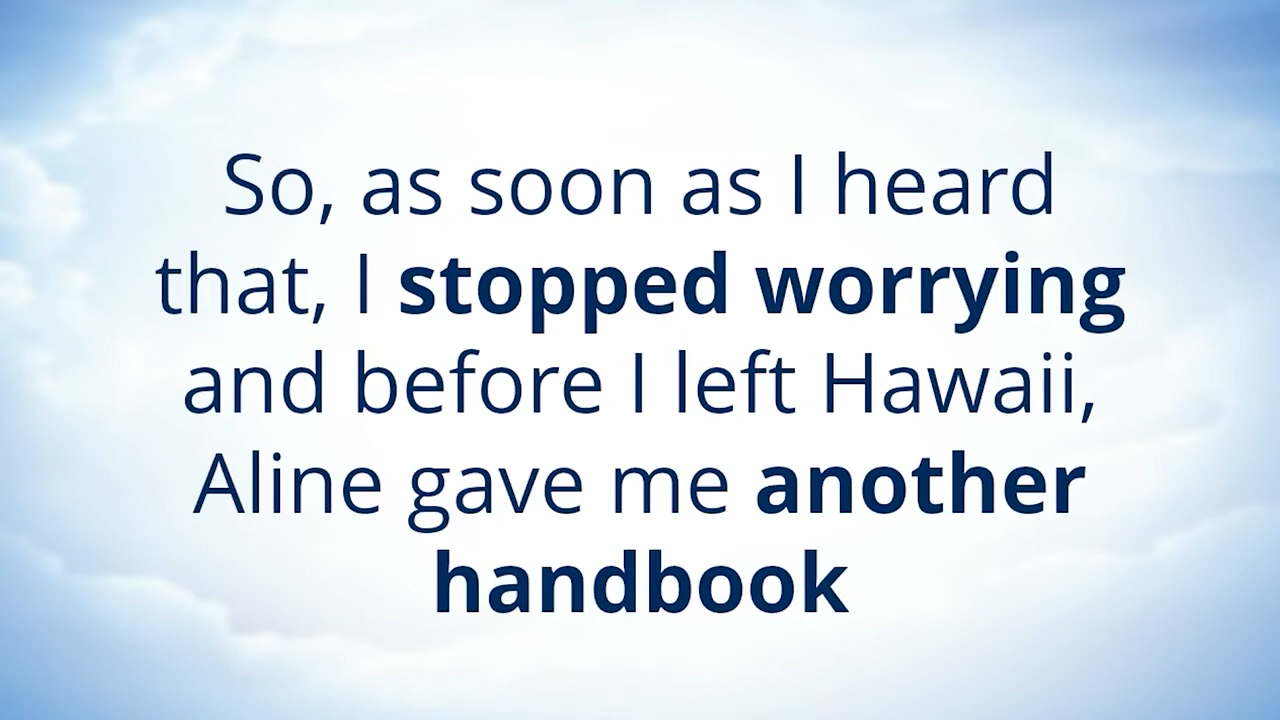 So, as soon as I heard
that, I stopped worrying
and before I left Hawaii,
Aline gave me another
handbook